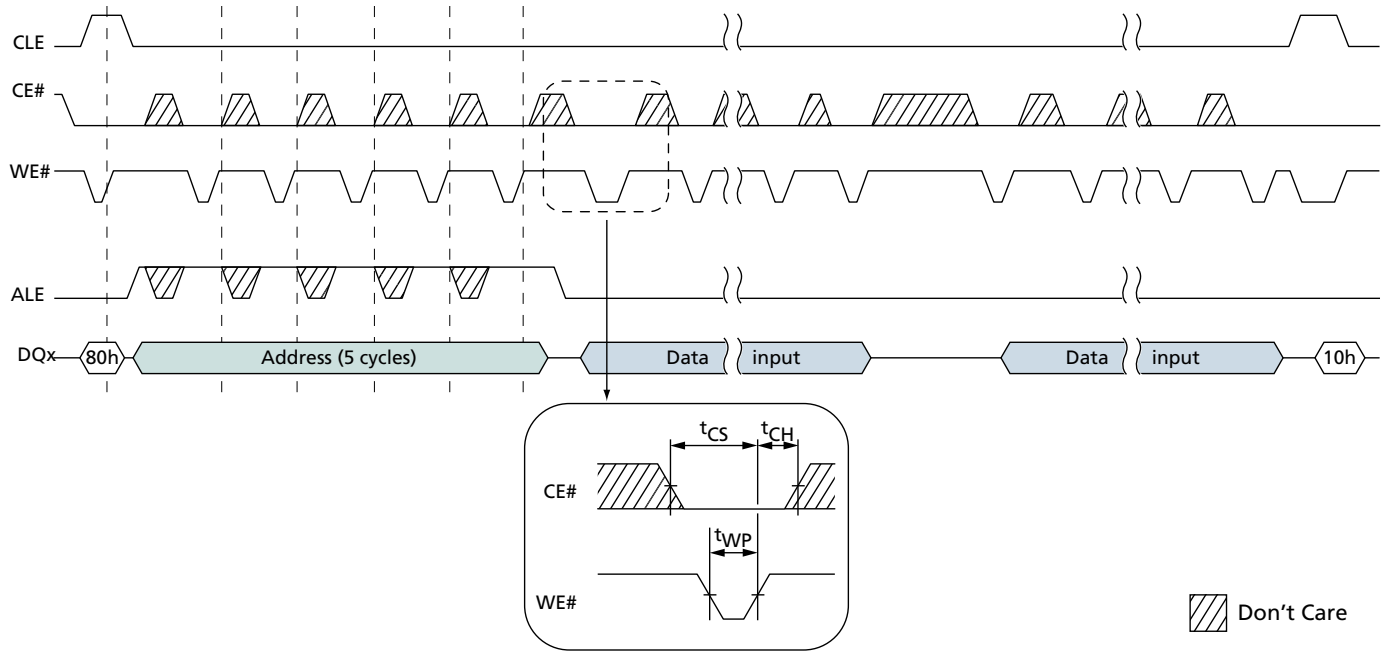 CLE
CE#
WE#
ALE
DQx 80h Address (5 cycles) Data input Data input 10h
tCS tCH
CE#
tWP
WE#
Don't Care